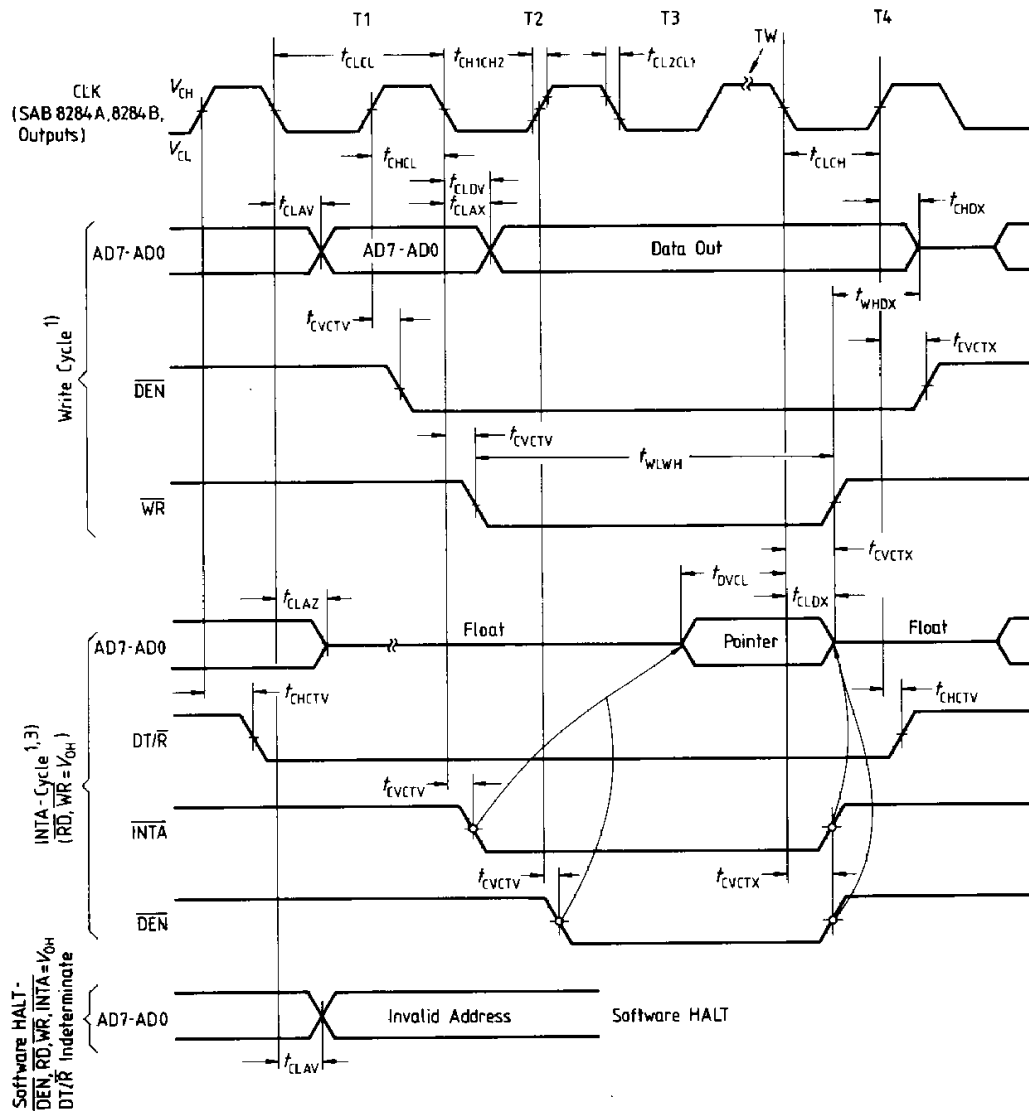 T1 T2 T3 T4
TW
tCLCL tCH1CH2 tCL2CL1
CLK
(SAB 8284A, 8284B,
Outputs)
VCH
VCL
tCHCL tCLCH
tCLDV
tCLAV tCLAX tCHDX
Write Cycle 1)
AD7-AD0 AD7-AD0 Data Out
tWHDX
tCVCTV tCVCTX
DEN
tCVCTV
tWLWH
WR
tCVCTX
tDVCL
tCLAZ tCLDX
INTA-Cycle 1,3)
(RD, WR = VOH)
AD7-AD0 Float Pointer Float
tCHCTV tCHCTV
DT/R
tCVCTV
INTA
tCVCTV tCVCTX
DEN
Software HALT-
DEN, RD, WR, INTA = VOH
DT/R Indeterminate
AD7-AD0 Invalid Address Software HALT
tCLAV